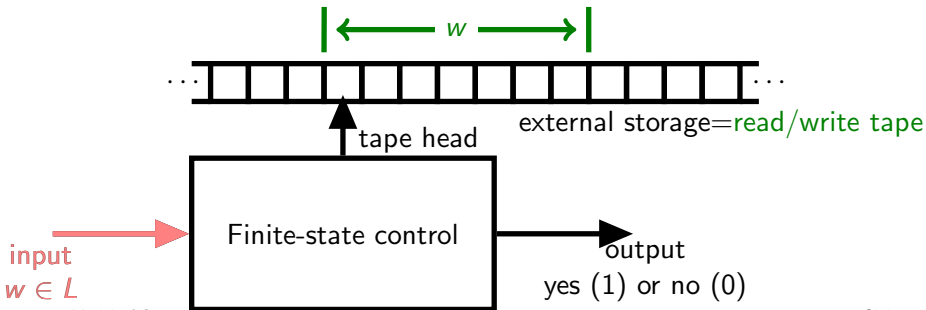 w
... ...
external storage=read/write tape
tape head
Finite-state control
input
w ∈ L
output
yes (1) or no (0)